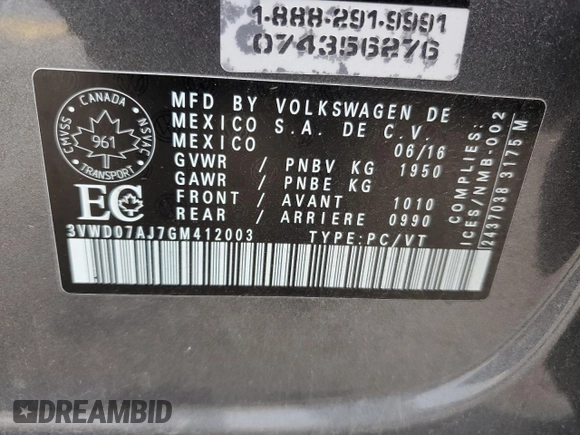 1-888-291-9991
074356276
CANADA
CMVSS
NSVAC
961
TRANSPORT
MFD BY VOLKSWAGEN DE
MEXICO S.A. DE C.V.
MEXICO 06/16
GVWR / PNBV KG 1950
GAWR / PNBE KG
FRONT / AVANT 1010
REAR / ARRIERE 0990
EC
3VWD07AJ7GM412003 TYPE:PC/VT
COMPLIES:
ICES/NMB-002
2437038 3175 M
DREAMBID